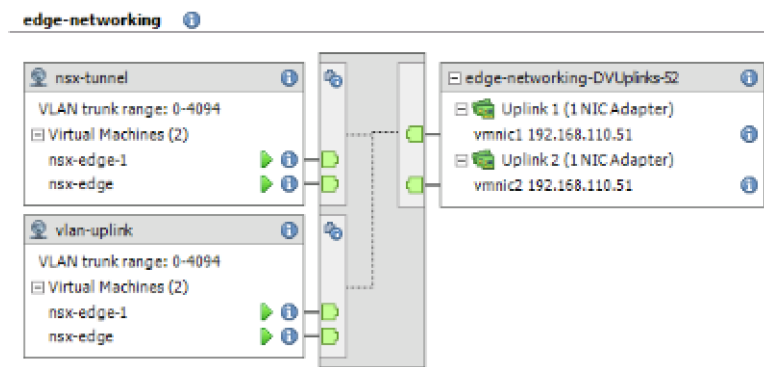 edge-networking
nsx-tunnel
VLAN trunk range: 0-4094
Virtual Machines (2)
nsx-edge-1
nsx-edge
vlan-uplink
VLAN trunk range: 0-4094
Virtual Machines (2)
nsx-edge-1
nsx-edge
edge-networking-DVUplinks-52
Uplink 1 (1 NIC Adapter)
vmnic1 192.168.110.51
Uplink 2 (1 NIC Adapter)
vmnic2 192.168.110.51